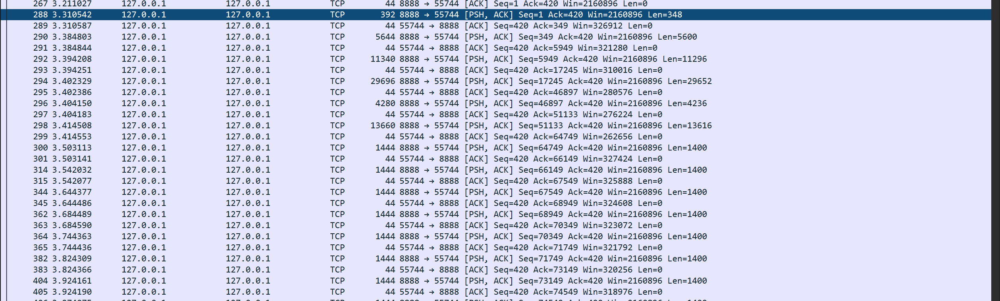 267 3.211027 127.0.0.1 127.0.0.1 TCP 44 8888 → 55744 [ACK] Seq=1 Ack=420 Win=2160896 Len=0
288 3.310542 127.0.0.1 127.0.0.1 TCP 392 8888 → 55744 [PSH, ACK] Seq=1 Ack=420 Win=2160896 Len=348
289 3.310587 127.0.0.1 127.0.0.1 TCP 44 55744 → 8888 [ACK] Seq=420 Ack=349 Win=326912 Len=0
290 3.384803 127.0.0.1 127.0.0.1 TCP 5644 8888 → 55744 [PSH, ACK] Seq=349 Ack=420 Win=2160896 Len=5600
291 3.384844 127.0.0.1 127.0.0.1 TCP 44 55744 → 8888 [ACK] Seq=420 Ack=5949 Win=321280 Len=0
292 3.394208 127.0.0.1 127.0.0.1 TCP 11340 8888 → 55744 [PSH, ACK] Seq=5949 Ack=420 Win=2160896 Len=11296
293 3.394251 127.0.0.1 127.0.0.1 TCP 44 55744 → 8888 [ACK] Seq=420 Ack=17245 Win=310016 Len=0
294 3.402329 127.0.0.1 127.0.0.1 TCP 29696 8888 → 55744 [PSH, ACK] Seq=17245 Ack=420 Win=2160896 Len=29652
295 3.402386 127.0.0.1 127.0.0.1 TCP 44 55744 → 8888 [ACK] Seq=420 Ack=46897 Win=280576 Len=0
296 3.404150 127.0.0.1 127.0.0.1 TCP 4280 8888 → 55744 [PSH, ACK] Seq=46897 Ack=420 Win=2160896 Len=4236
297 3.404183 127.0.0.1 127.0.0.1 TCP 44 55744 → 8888 [ACK] Seq=420 Ack=51133 Win=276224 Len=0
298 3.414508 127.0.0.1 127.0.0.1 TCP 13660 8888 → 55744 [PSH, ACK] Seq=51133 Ack=420 Win=2160896 Len=13616
299 3.414553 127.0.0.1 127.0.0.1 TCP 44 55744 → 8888 [ACK] Seq=420 Ack=64749 Win=262656 Len=0
300 3.503113 127.0.0.1 127.0.0.1 TCP 1444 8888 → 55744 [PSH, ACK] Seq=64749 Ack=420 Win=2160896 Len=1400
301 3.503141 127.0.0.1 127.0.0.1 TCP 44 55744 → 8888 [ACK] Seq=420 Ack=66149 Win=327424 Len=0
314 3.542032 127.0.0.1 127.0.0.1 TCP 1444 8888 → 55744 [PSH, ACK] Seq=66149 Ack=420 Win=2160896 Len=1400
315 3.542077 127.0.0.1 127.0.0.1 TCP 44 55744 → 8888 [ACK] Seq=420 Ack=67549 Win=325888 Len=0
344 3.644377 127.0.0.1 127.0.0.1 TCP 1444 8888 → 55744 [PSH, ACK] Seq=67549 Ack=420 Win=2160896 Len=1400
345 3.644486 127.0.0.1 127.0.0.1 TCP 44 55744 → 8888 [ACK] Seq=420 Ack=68949 Win=324608 Len=0
362 3.684489 127.0.0.1 127.0.0.1 TCP 1444 8888 → 55744 [PSH, ACK] Seq=68949 Ack=420 Win=2160896 Len=1400
363 3.684590 127.0.0.1 127.0.0.1 TCP 44 55744 → 8888 [ACK] Seq=420 Ack=70349 Win=323072 Len=0
364 3.744363 127.0.0.1 127.0.0.1 TCP 1444 8888 → 55744 [PSH, ACK] Seq=70349 Ack=420 Win=2160896 Len=1400
365 3.744436 127.0.0.1 127.0.0.1 TCP 44 55744 → 8888 [ACK] Seq=420 Ack=71749 Win=321792 Len=0
382 3.824309 127.0.0.1 127.0.0.1 TCP 1444 8888 → 55744 [PSH, ACK] Seq=71749 Ack=420 Win=2160896 Len=1400
383 3.824366 127.0.0.1 127.0.0.1 TCP 44 55744 → 8888 [ACK] Seq=420 Ack=73149 Win=320256 Len=0
404 3.924161 127.0.0.1 127.0.0.1 TCP 1444 8888 → 55744 [PSH, ACK] Seq=73149 Ack=420 Win=2160896 Len=1400
405 3.924190 127.0.0.1 127.0.0.1 TCP 44 55744 → 8888 [ACK] Seq=420 Ack=74549 Win=318976 Len=0